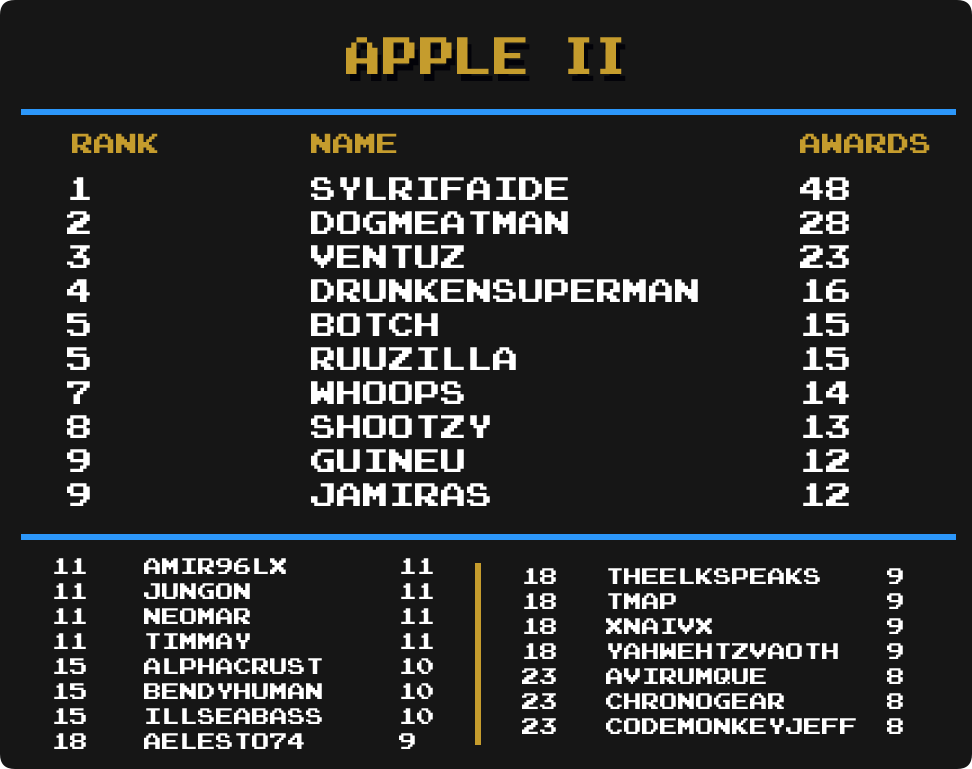 APPLE II
RANK NAME AWARDS
1 SYLRIFAIDE 48
2 DOGMEATMAN 28
3 VENTUZ 23
4 DRUNKENSUPERMAN 16
5 BOTCH 15
5 RUUZILLA 15
7 WHOOPS 14
8 SHOOTZY 13
9 GUINEU 12
9 JAMIRAS 12
11 AMIR96LX 11
11 JUNGON 11
11 NEOMAR 11
11 TIMMAY 11
15 ALPHACRUST 10
15 BENDYHUMAN 10
15 ILLSEABASS 10
18 AELESTO74 9
18 THEELKSPEAKS 9
18 TMAP 9
18 XNAIVX 9
18 YAHWEHTZVAOTH 9
23 AVIRUMQUE 8
23 CHRONOGEAR 8
23 CODEMONKEYJEFF 8